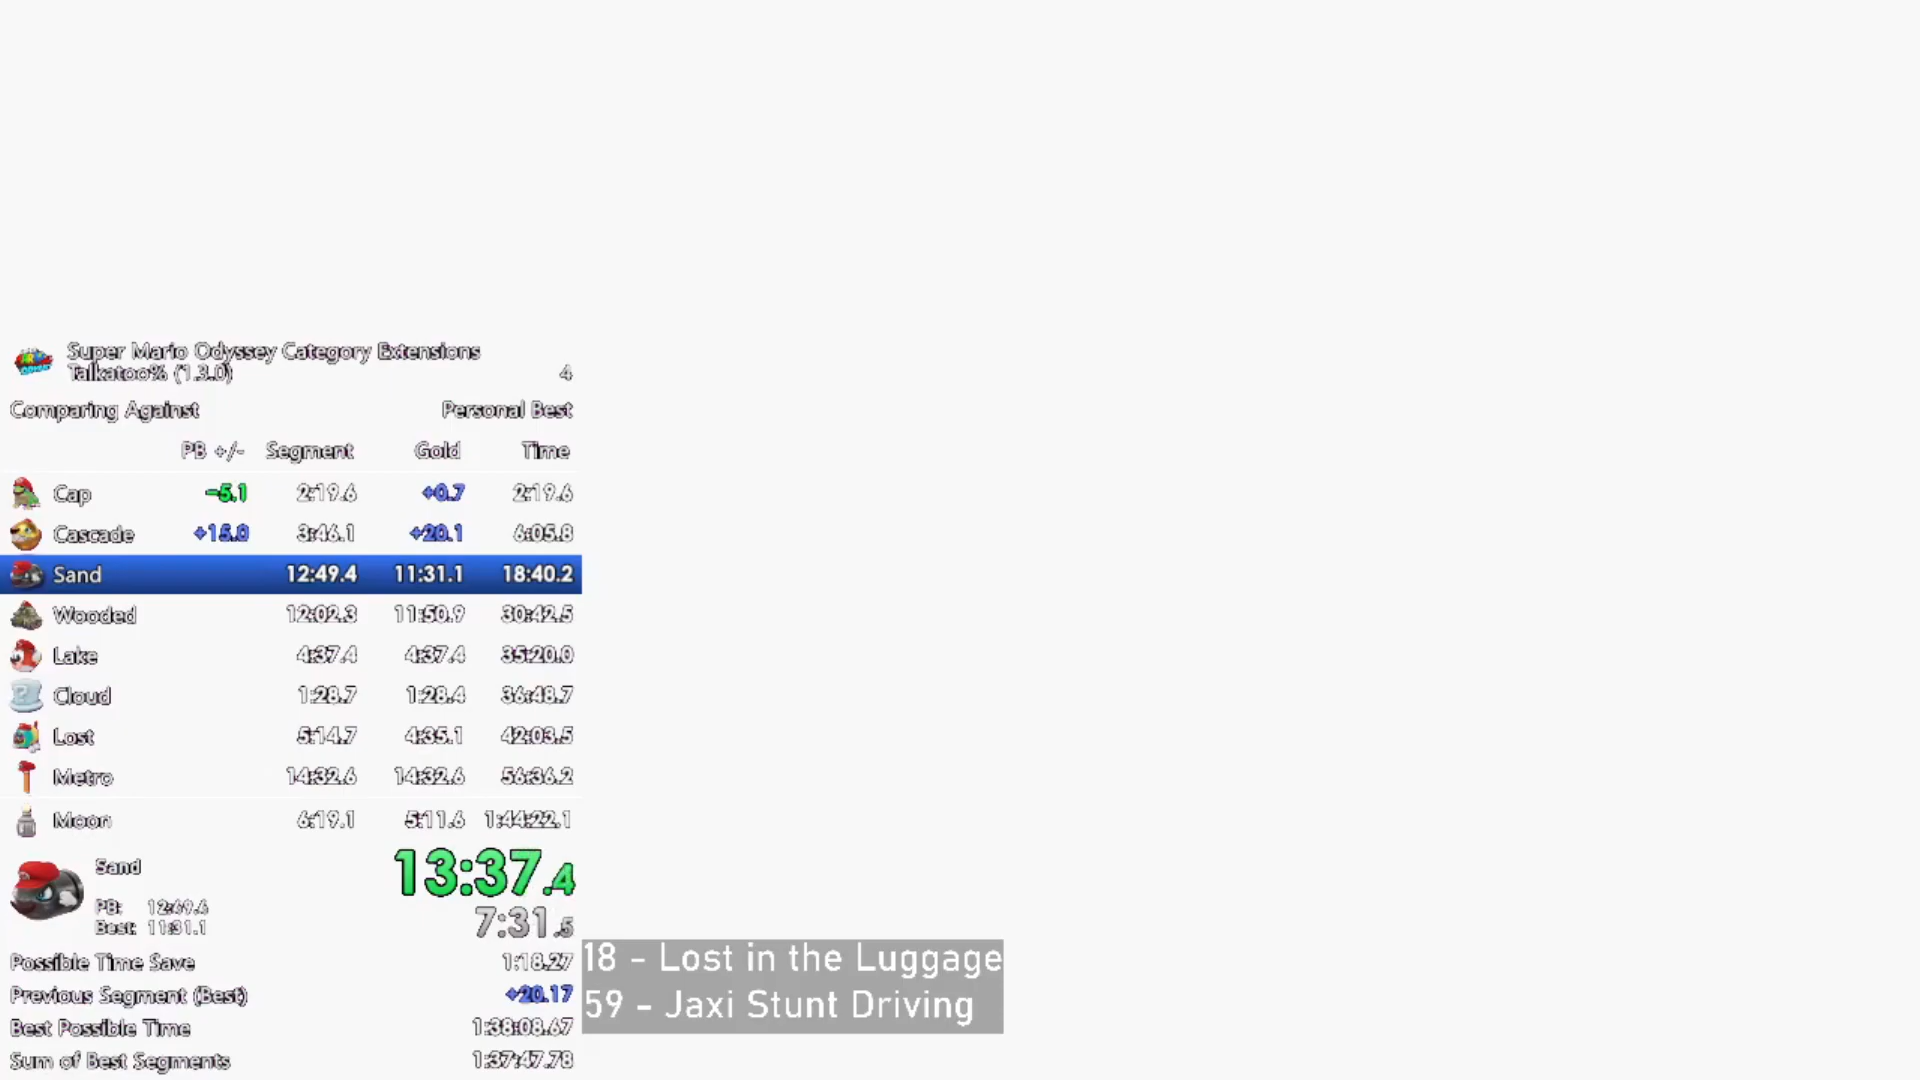 Super Mario Odyssey Category Extensions
Talkatoo% (1.3.0) 4
Comparing Against Personal Best
PB +/- Segment Gold Time
Cap -5.1 2:19.6 +0.7 2:19.6
Cascade +15.0 3:46.1 +20.1 6:05.8
Sand 12:49.4 11:31.1 18:40.2
Wooded 12:02.3 11:50.9 30:42.5
Lake 4:37.4 4:37.4 35:20.0
Cloud 1:28.7 1:28.4 36:48.7
Lost 5:14.7 4:35.1 42:03.5
Metro 14:32.6 14:32.6 56:36.2
Moon 6:19.1 5:11.6 1:44:22.1
Sand 13:37.4
7:31.5
PB: 12:49.4
Best: 11:31.1
Possible Time Save 1:18.27
Previous Segment (Best) +20.17
Best Possible Time 1:38:08.67
Sum of Best Segments 1:37:47.78
18 - Lost in the Luggage
59 - Jaxi Stunt Driving